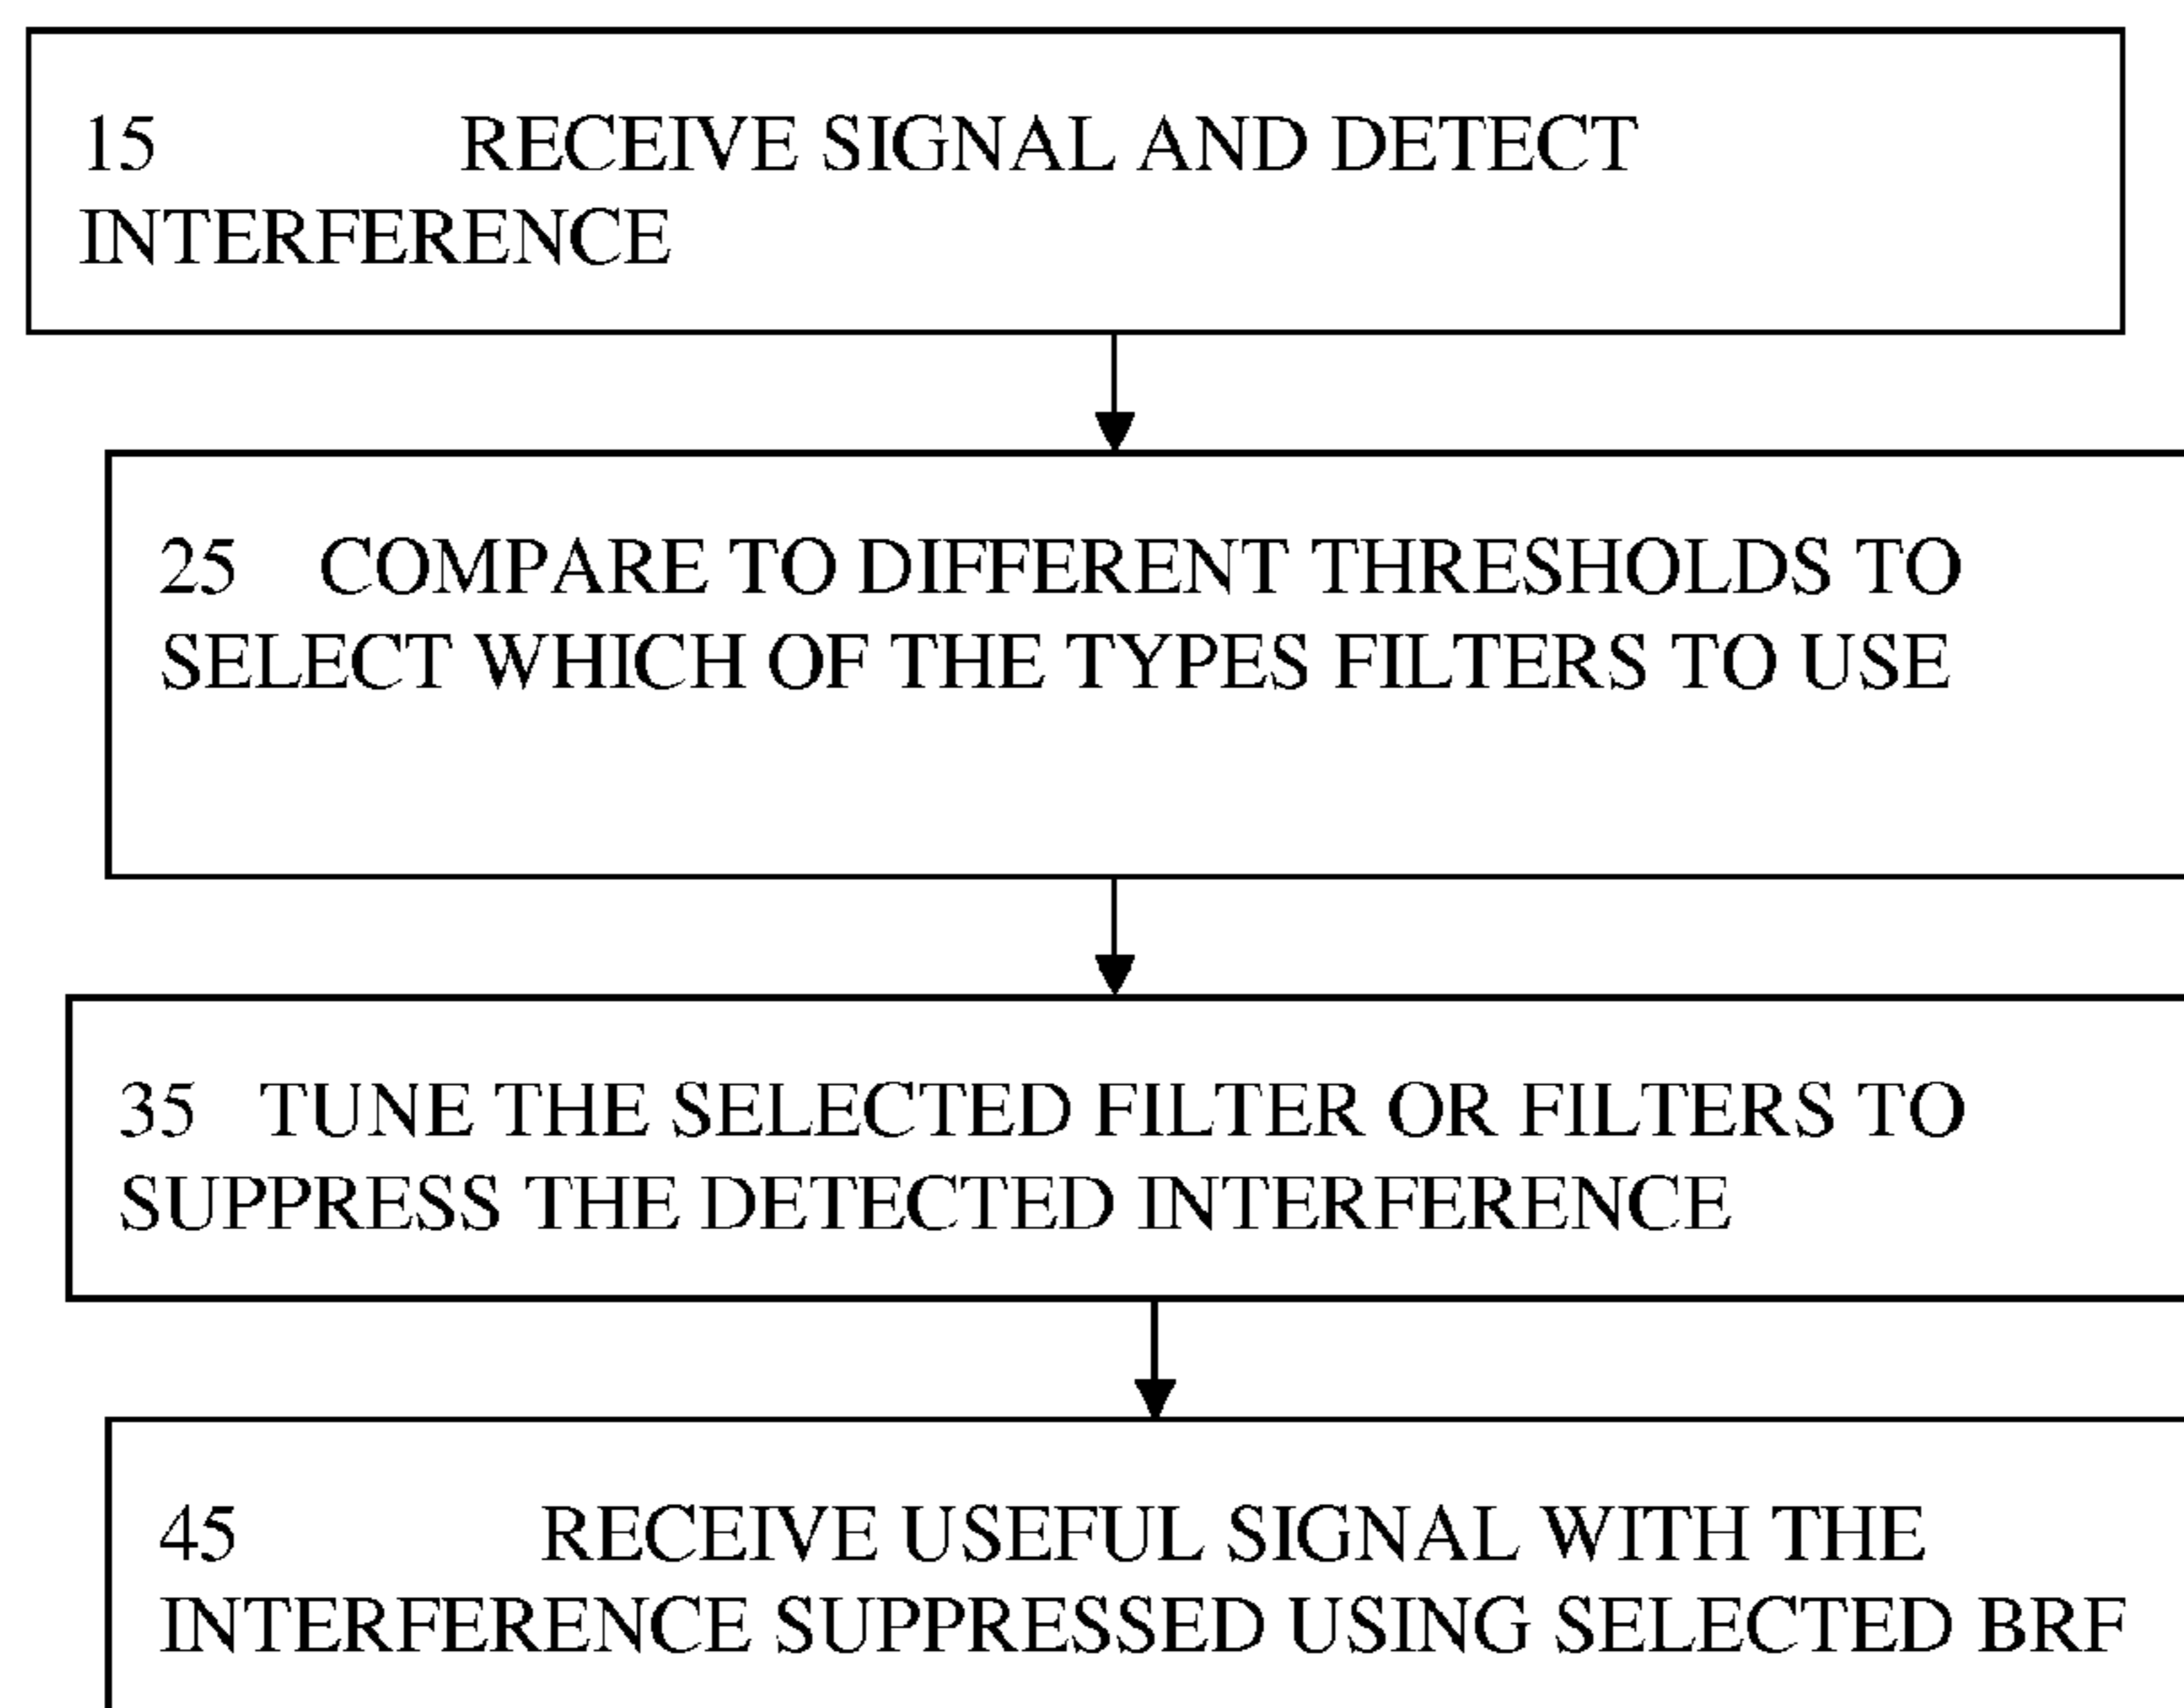 15 RECEIVE SIGNAL AND DETECT
INTERFERENCE
25 COMPARE TO DIFFERENT THRESHOLDS TO
SELECT WHICH OF THE TYPES FILTERS TO USE
35 TUNE THE SELECTED FILTER OR FILTERS TO
SUPPRESS THE DETECTED INTERFERENCE
45 RECEIVE USEFUL SIGNAL WITH THE
INTERFERENCE SUPPRESSED USING SELECTED BRF